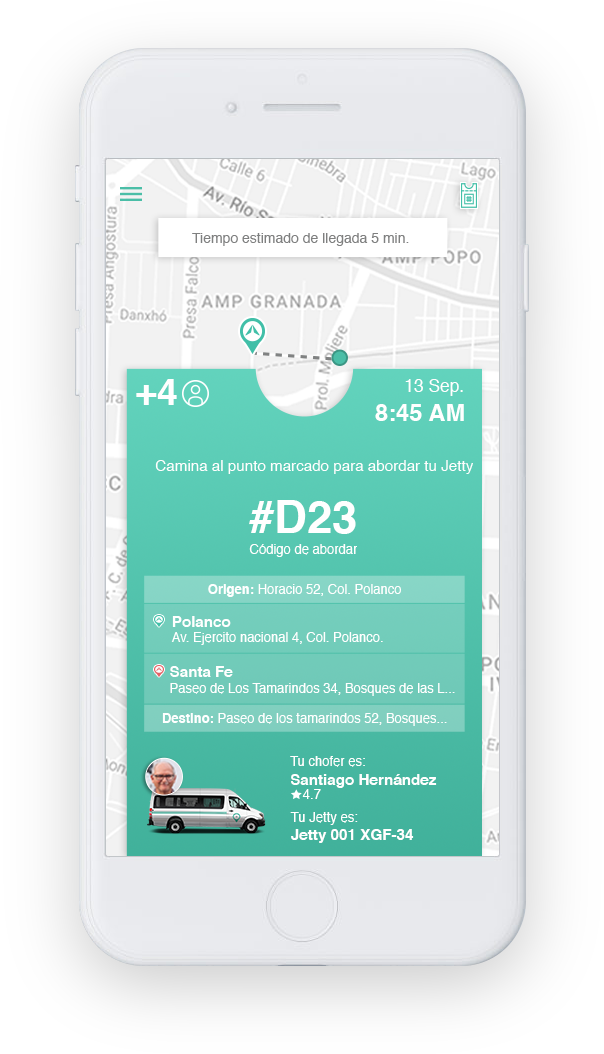 Calle 6
Ginebra
Lago
Av. Río S
Presa Angostura
Tiempo estimado de llegada 5 min.
AMP POPO
Presa Falco
AMP GRANADA
Danxhó
Prol. Moliere
+4
13 Sep.
8:45 AM
Camina al punto marcado para abordar tu Jetty
#D23
Código de abordar
Origen: Horacio 52, Col. Polanco
Polanco
Av. Ejercito nacional 4, Col. Polanco.
Santa Fe
Paseo de Los Tamarindos 34, Bosques de las L...
Destino: Paseo de los tamarindos 52, Bosques...
Tu chofer es:
Santiago Hernández
★4.7
Tu Jetty es:
Jetty 001 XGF-34